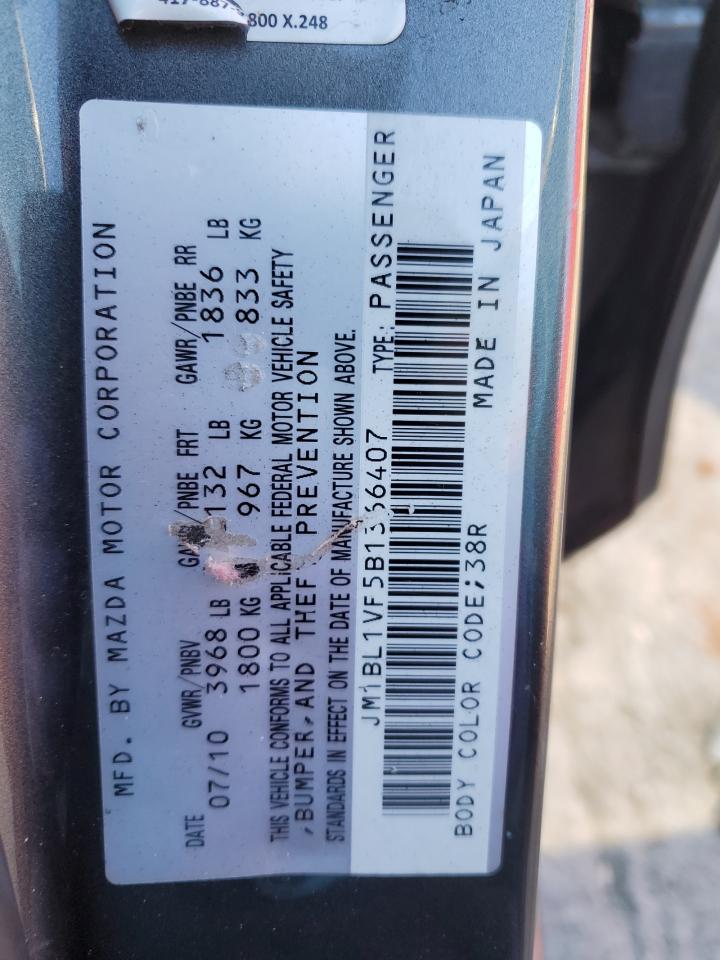 800 X.248
MFD. BY MAZDA MOTOR CORPORATION
DATE GVWR/PNBV GAWR/PNBE FRT GAWR/PNBE RR
07/10 3968 LB 132 LB 1836 LB
1800 KG 967 KG 833 KG
THIS VEHICLE CONFORMS TO ALL APPLICABLE FEDERAL MOTOR VEHICLE SAFETY
,BUMPER,AND THEFT PREVENTION
STANDARDS IN EFFECT ON THE DATE OF MANUFACTURE SHOWN ABOVE.
JM1BL1VF5B1366407 TYPE: PASSENGER
BODY COLOR CODE;38R MADE IN JAPAN